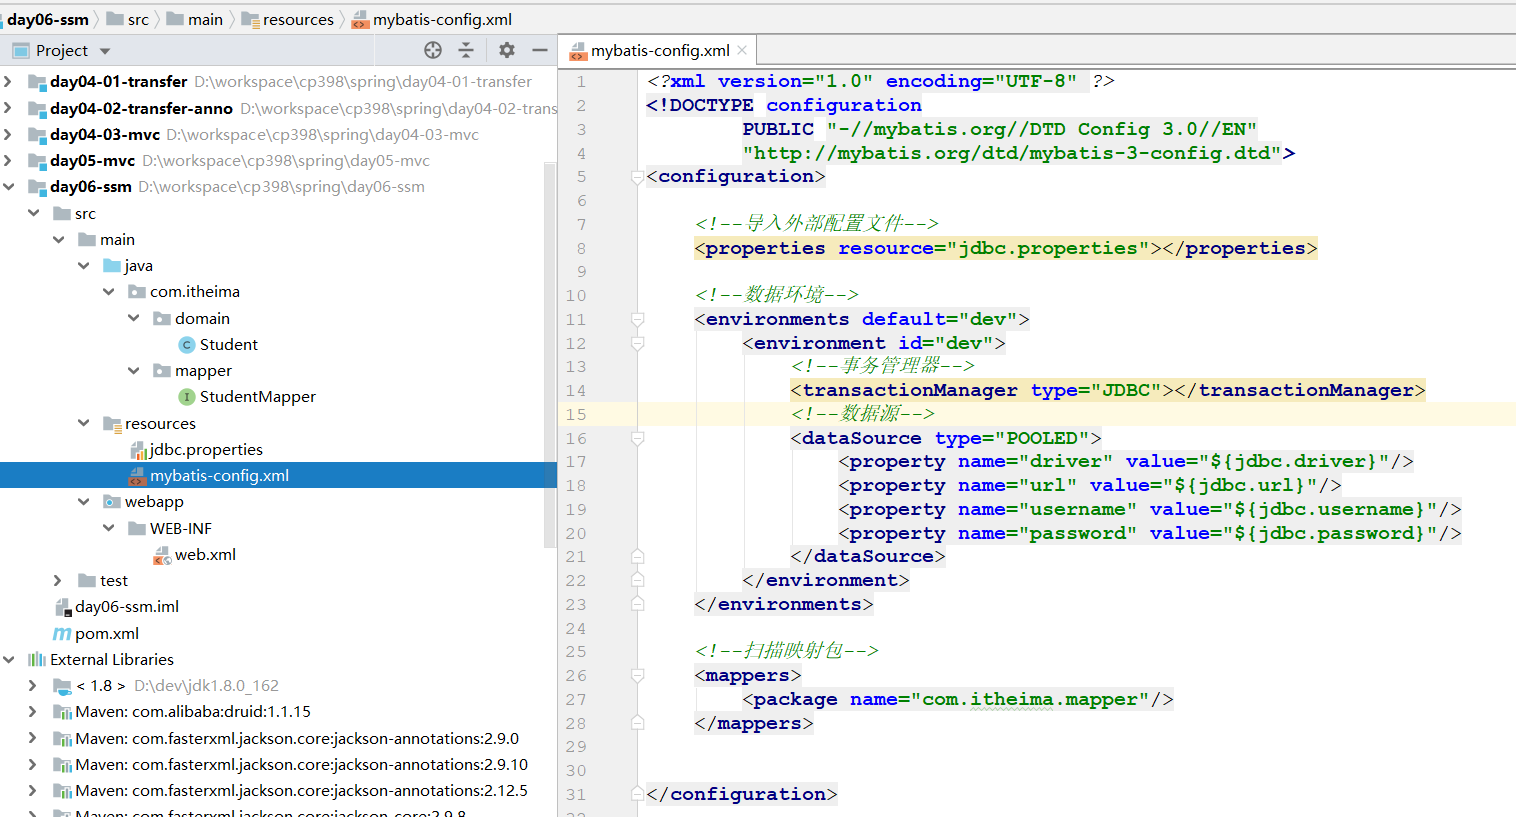 day06-ssm src main resources mybatis-config.xml
Project
day04-01-transfer D:\workspace\cp398\spring\day04-01-transfer
day04-02-transfer-anno D:\workspace\cp398\spring\day04-02-trans
day04-03-mvc D:\workspace\cp398\spring\day04-03-mvc
day05-mvc D:\workspace\cp398\spring\day05-mvc
day06-ssm D:\workspace\cp398\spring\day06-ssm
src
main
java
com.itheima
domain
C Student
mapper
I StudentMapper
resources
jdbc.properties
mybatis-config.xml
webapp
WEB-INF
web.xml
test
day06-ssm.iml
m pom.xml
External Libraries
< 1.8 > D:\dev\jdk1.8.0_162
Maven: com.alibaba:druid:1.1.15
Maven: com.fasterxml.jackson.core:jackson-annotations:2.9.0
Maven: com.fasterxml.jackson.core:jackson-annotations:2.9.10
Maven: com.fasterxml.jackson.core:jackson-annotations:2.12.5
Maven: com.fasterxml.jackson.core:jackson-core:2.9.8
mybatis-config.xml
1 <?xml version="1.0" encoding="UTF-8" ?>
2 <!DOCTYPE configuration
3 PUBLIC "-//mybatis.org//DTD Config 3.0//EN"
4 "http://mybatis.org/dtd/mybatis-3-config.dtd">
5 <configuration>
6
7 <!--导入外部配置文件-->
8 <properties resource="jdbc.properties"></properties>
9
10 <!--数据环境-->
11 <environments default="dev">
12 <environment id="dev">
13 <!--事务管理器-->
14 <transactionManager type="JDBC"></transactionManager>
15 <!--数据源-->
16 <dataSource type="POOLED">
17 <property name="driver" value="${jdbc.driver}"/>
18 <property name="url" value="${jdbc.url}"/>
19 <property name="username" value="${jdbc.username}"/>
20 <property name="password" value="${jdbc.password}"/>
21 </dataSource>
22 </environment>
23 </environments>
24
25 <!--扫描映射包-->
26 <mappers>
27 <package name="com.itheima.mapper"/>
28 </mappers>
29
30
31 </configuration>